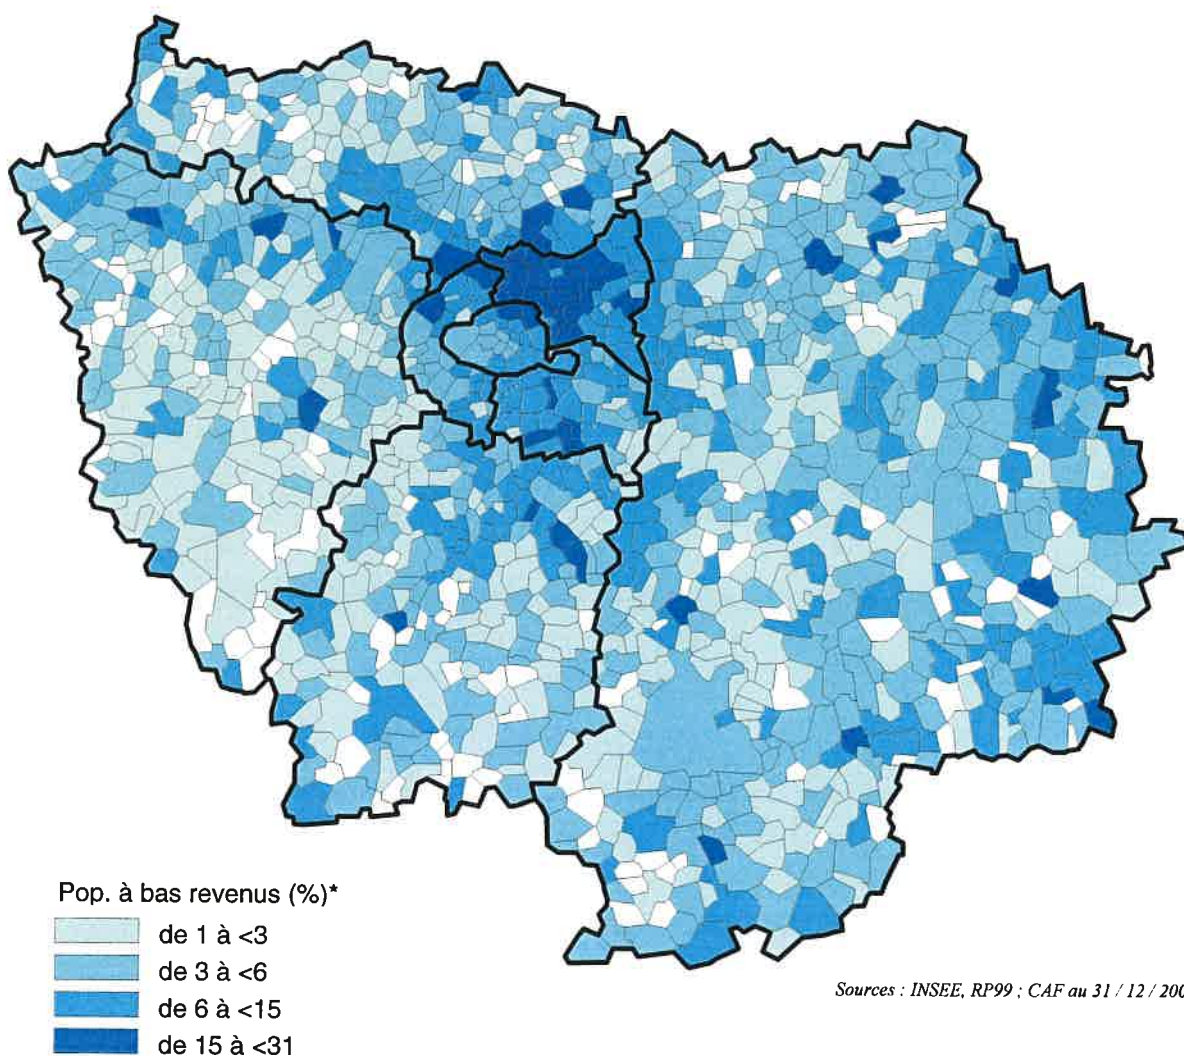 Pop. à bas revenus (%)*
de 1 à <3
de 3 à <6
de 6 à <15
de 15 à <31
Sources : INSEE, RP99 ; CAF au 31 / 12 / 200